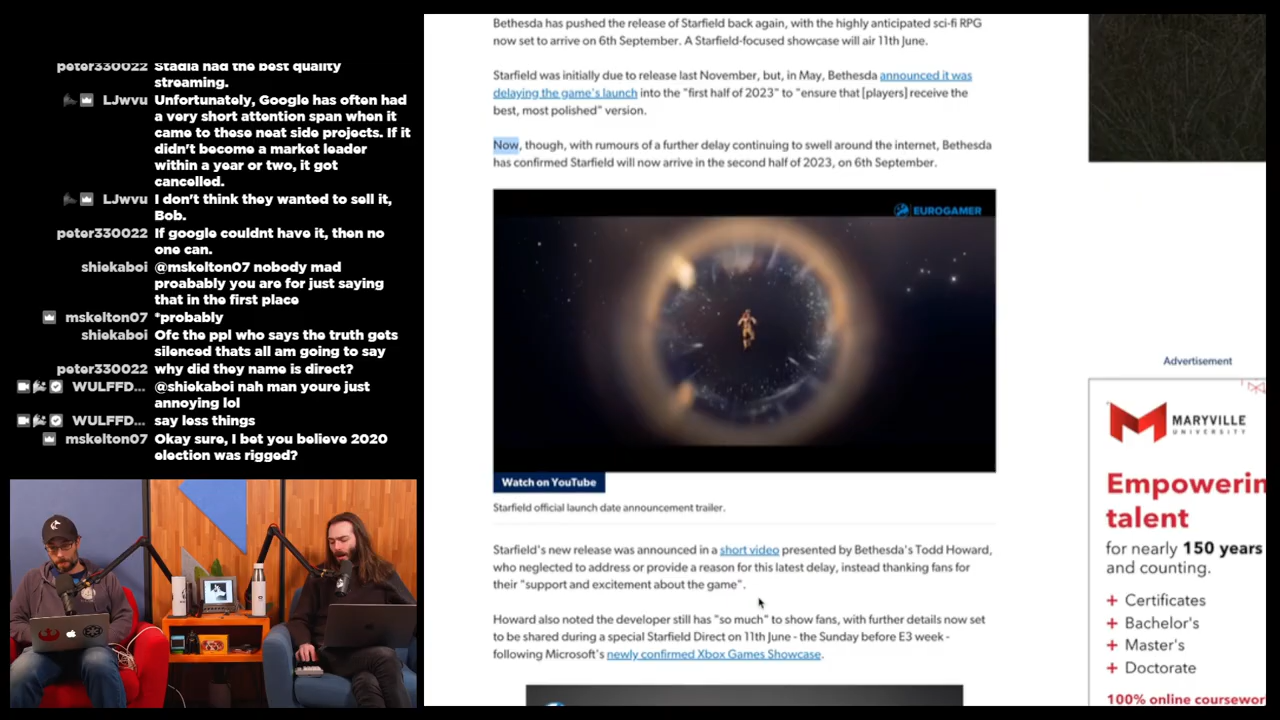 peter330022 Stadia had the best quality
streaming.
LJwvu Unfortunately, Google has often had
a very short attention span when it
came to these neat side projects. If it
didn't become a market leader
within a year or two, it got
cancelled.
LJwvu I don't think they wanted to sell it,
Bob.
peter330022 If google couldnt have it, then no
one can.
shiekaboi @mskelton07 nobody mad
proabably you are for just saying
that in the first place
mskelton07 *probably
shiekaboi Ofc the ppl who says the truth gets
silenced thats all am going to say
peter330022 why did they name is direct?
WULFFD... @shiekaboi nah man youre just
annoying lol
WULFFD... say less things
mskelton07 Okay sure, I bet you believe 2020
election was rigged?
Bethesda has pushed the release of Starfield back again, with the highly anticipated sci-fi RPG
now set to arrive on 6th September. A Starfield-focused showcase will air 11th June.
Starfield was initially due to release last November, but, in May, Bethesda announced it was
delaying the game's launch into the "first half of 2023" to "ensure that [players] receive the
best, most polished" version.
Now, though, with rumours of a further delay continuing to swell around the internet, Bethesda
has confirmed Starfield will now arrive in the second half of 2023, on 6th September.
EUROGAMER
Watch on YouTube
Starfield official launch date announcement trailer.
Starfield's new release was announced in a short video presented by Bethesda's Todd Howard,
who neglected to address or provide a reason for this latest delay, instead thanking fans for
their "support and excitement about the game".
Howard also noted the developer still has "so much" to show fans, with further details now set
to be shared during a special Starfield Direct on 11th June - the Sunday before E3 week -
following Microsoft's newly confirmed Xbox Games Showcase.
Advertisement
MARYVILLE
UNIVERSITY
Empowerin
talent
for nearly 150 years
and counting.
+ Certificates
+ Bachelor's
+ Master's
+ Doctorate
100% online coursewor